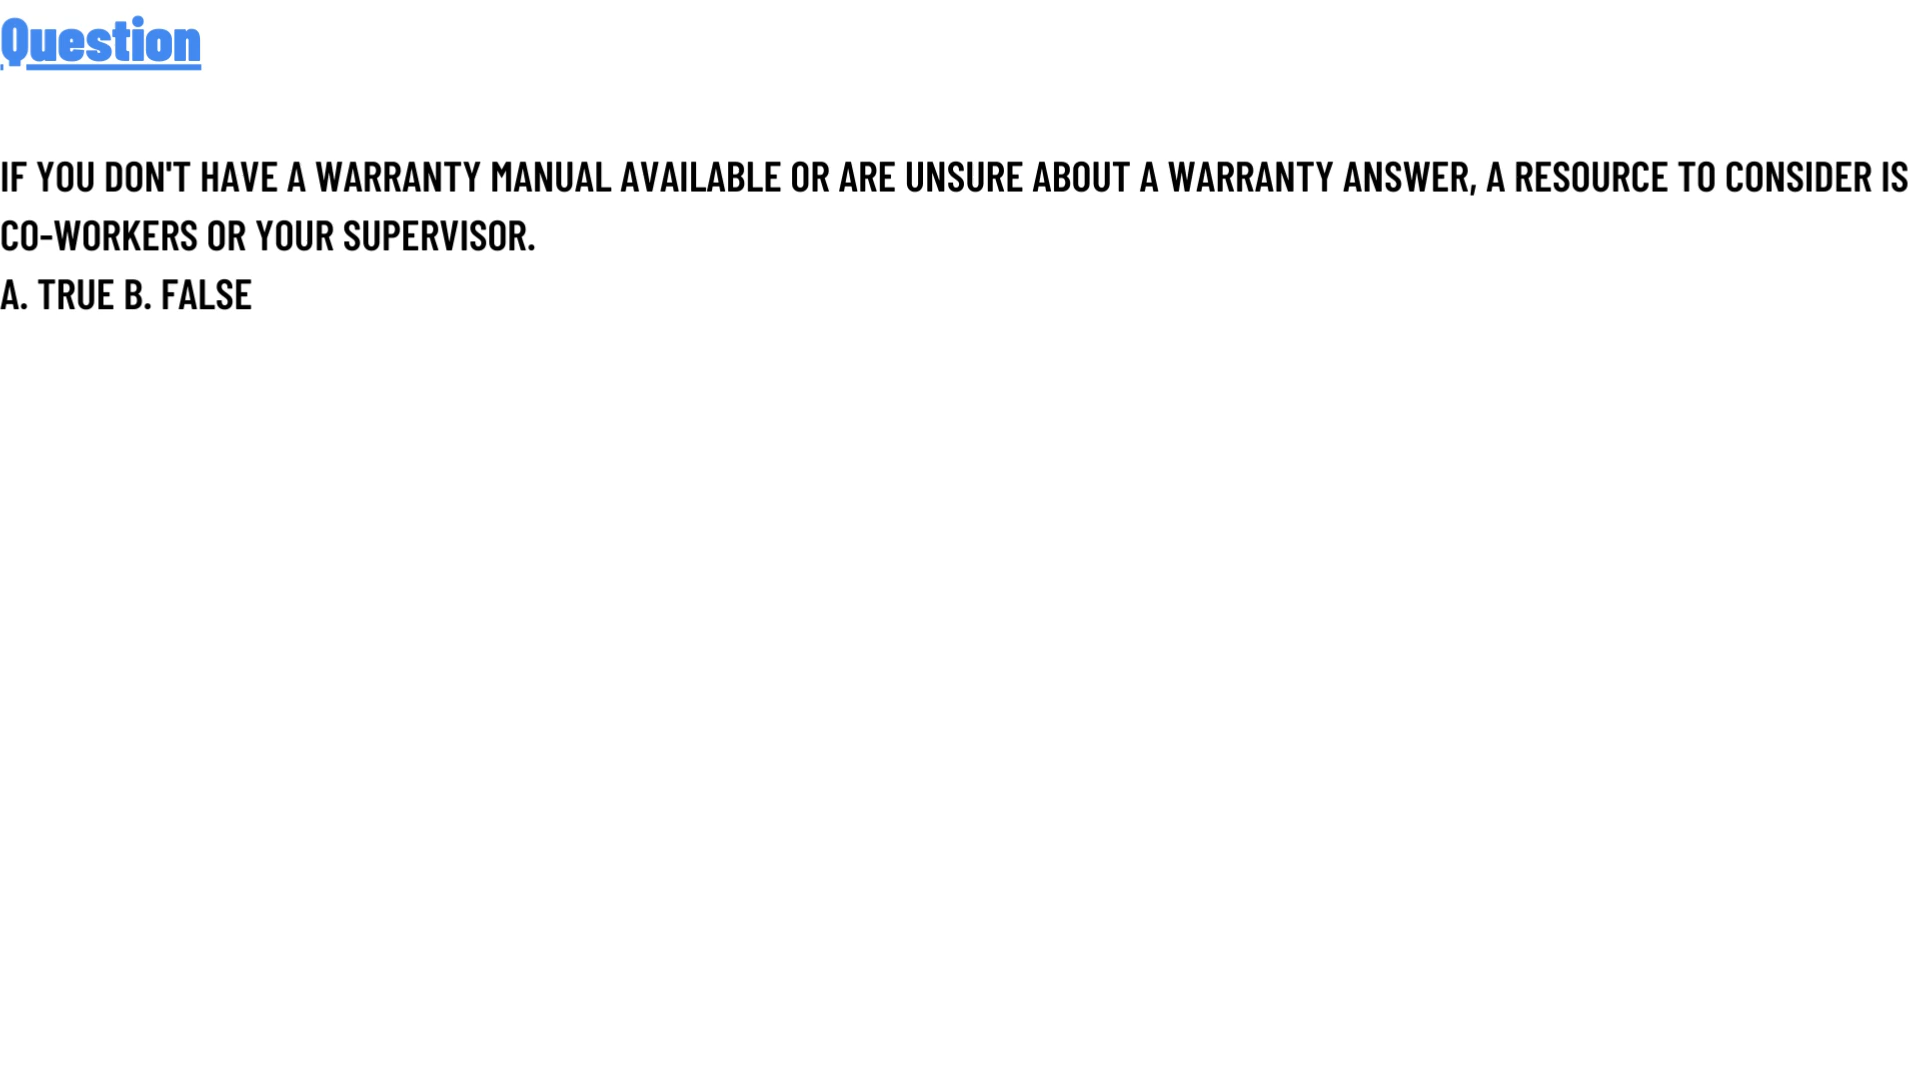 Question
IF YOU DON'T HAVE A WARRANTY MANUAL AVAILABLE OR ARE UNSURE ABOUT A WARRANTY ANSWER, A RESOURCE TO CONSIDER IS
CO-WORKERS OR YOUR SUPERVISOR.
A. TRUE B. FALSE